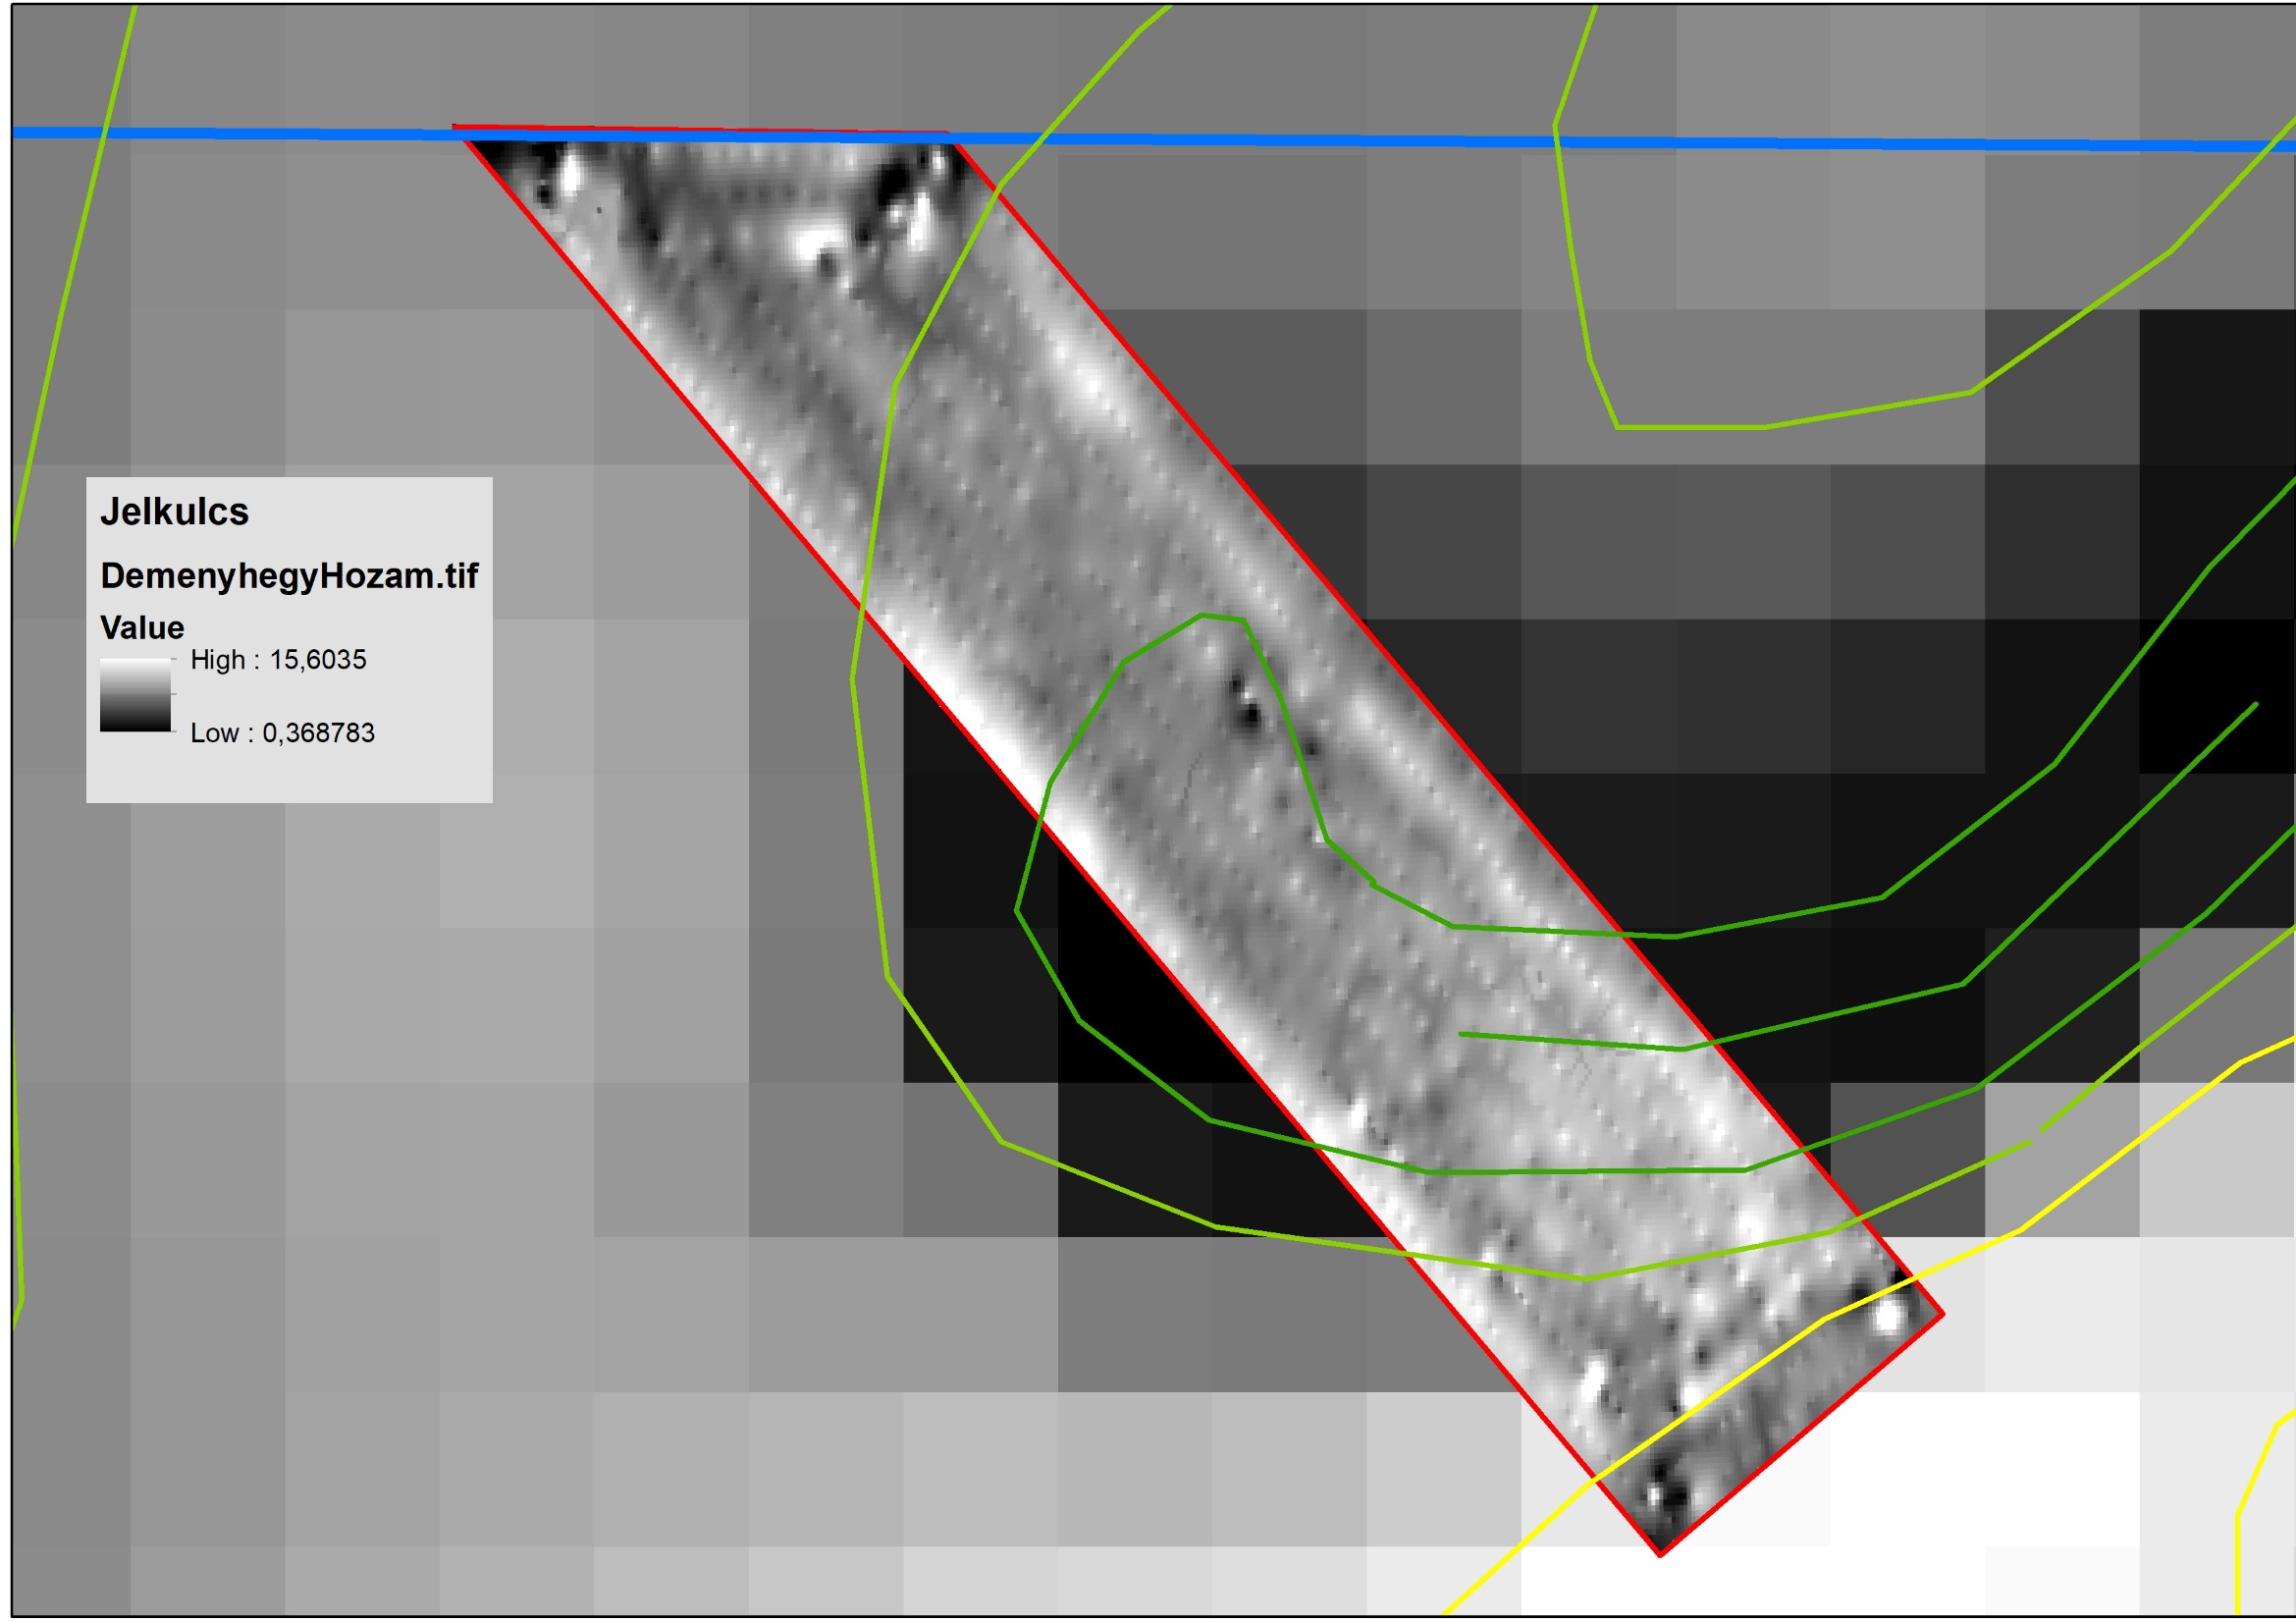 Jelkulcs
DemenyhegyHozam.tif
Value
High : 15,6035
Low : 0,368783